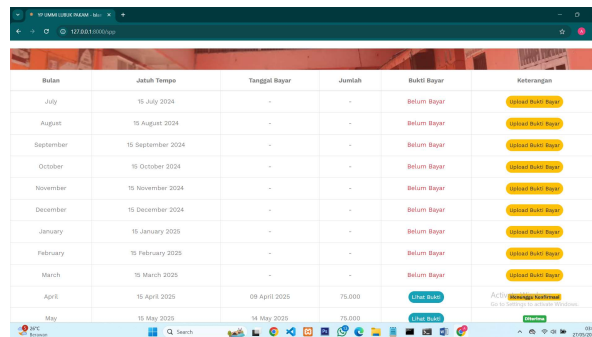 YP UMMI LUBUK PAKAM -
127.0.0.1:8000/spp
Bulan Jatuh Tempo Tanggal Bayar Jumlah Bukti Bayar Keterangan
July 15 July 2024 - - Belum Bayar Upload Bukti Bayar
August 15 August 2024 - - Belum Bayar Upload Bukti Bayar
September 15 September 2024 - - Belum Bayar Upload Bukti Bayar
October 15 October 2024 - - Belum Bayar Upload Bukti Bayar
November 15 November 2024 - - Belum Bayar Upload Bukti Bayar
December 15 December 2024 - - Belum Bayar Upload Bukti Bayar
January 15 January 2025 - - Belum Bayar Upload Bukti Bayar
February 15 February 2025 - - Belum Bayar Upload Bukti Bayar
March 15 March 2025 - - Belum Bayar Upload Bukti Bayar
April 15 April 2025 09 April 2025 75.000 Lihat Bukti Menunggu Konfirmasi
Go to Settings to activate Windows.
May 15 May 2025 14 May 2025 75.000 Lihat Bukti Diterima
26°C
Berawan
Search
03:
27/05/20